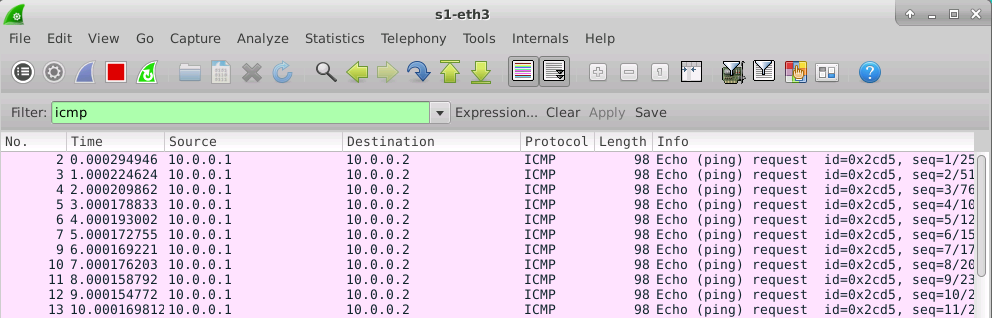 s1-eth3
File Edit View Go Capture Analyze Statistics Telephony Tools Internals Help
Filter: icmp Expression... Clear Apply Save
No. Time Source Destination Protocol Length Info
2 0.000294946 10.0.0.1 10.0.0.2 ICMP 98 Echo (ping) request id=0x2cd5, seq=1/25
3 1.000224624 10.0.0.1 10.0.0.2 ICMP 98 Echo (ping) request id=0x2cd5, seq=2/51
4 2.000209862 10.0.0.1 10.0.0.2 ICMP 98 Echo (ping) request id=0x2cd5, seq=3/76
5 3.000178833 10.0.0.1 10.0.0.2 ICMP 98 Echo (ping) request id=0x2cd5, seq=4/10
6 4.000193002 10.0.0.1 10.0.0.2 ICMP 98 Echo (ping) request id=0x2cd5, seq=5/12
7 5.000172755 10.0.0.1 10.0.0.2 ICMP 98 Echo (ping) request id=0x2cd5, seq=6/15
9 6.000169221 10.0.0.1 10.0.0.2 ICMP 98 Echo (ping) request id=0x2cd5, seq=7/17
10 7.000176203 10.0.0.1 10.0.0.2 ICMP 98 Echo (ping) request id=0x2cd5, seq=8/20
11 8.000158792 10.0.0.1 10.0.0.2 ICMP 98 Echo (ping) request id=0x2cd5, seq=9/23
12 9.000154772 10.0.0.1 10.0.0.2 ICMP 98 Echo (ping) request id=0x2cd5, seq=10/2
13 10.000169812 10.0.0.1 10.0.0.2 ICMP 98 Echo (ping) request id=0x2cd5, seq=11/2